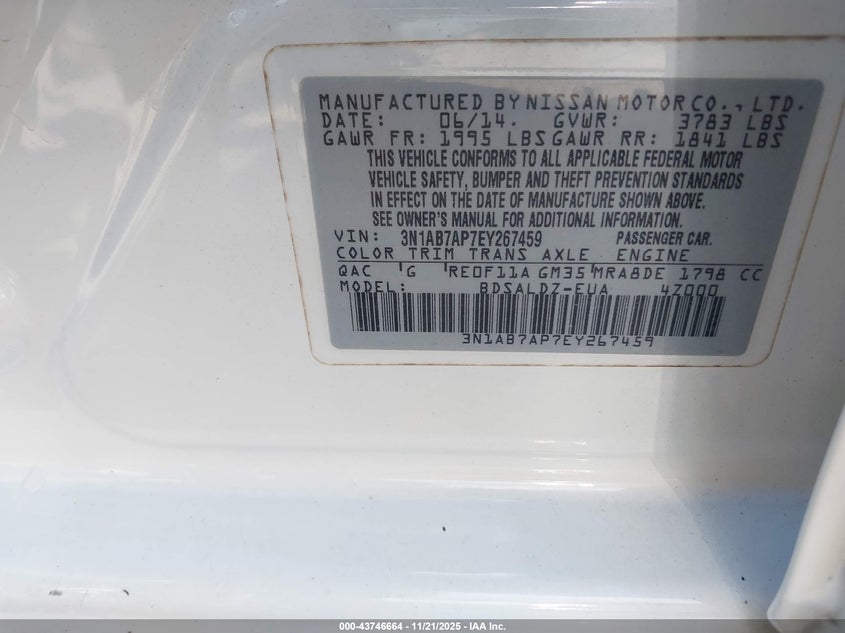 MANUFACTURED BY NISSAN MOTOR CO., LTD.
DATE: 06/14. GVWR: 3783 LBS
GAWR FR: 1995 LBS GAWR RR: 1841 LBS
THIS VEHICLE CONFORMS TO ALL APPLICABLE FEDERAL MOTOR
VEHICLE SAFETY, BUMPER AND THEFT PREVENTION STANDARDS
IN EFFECT ON THE DATE OF MANUFACTURE SHOWN ABOVE.
SEE OWNER'S MANUAL FOR ADDITIONAL INFORMATION.
VIN: 3N1AB7AP7EY267459 PASSENGER CAR.
COLOR TRIM TRANS AXLE ENGINE
QAC G RE0F11A GM35 MRA8DE 1798 CC
MODEL: BDSALDZ-EUA 4Z000
3N1AB7AP7EY267459
000-43746664 | 11/21/2025 - IAA Inc.